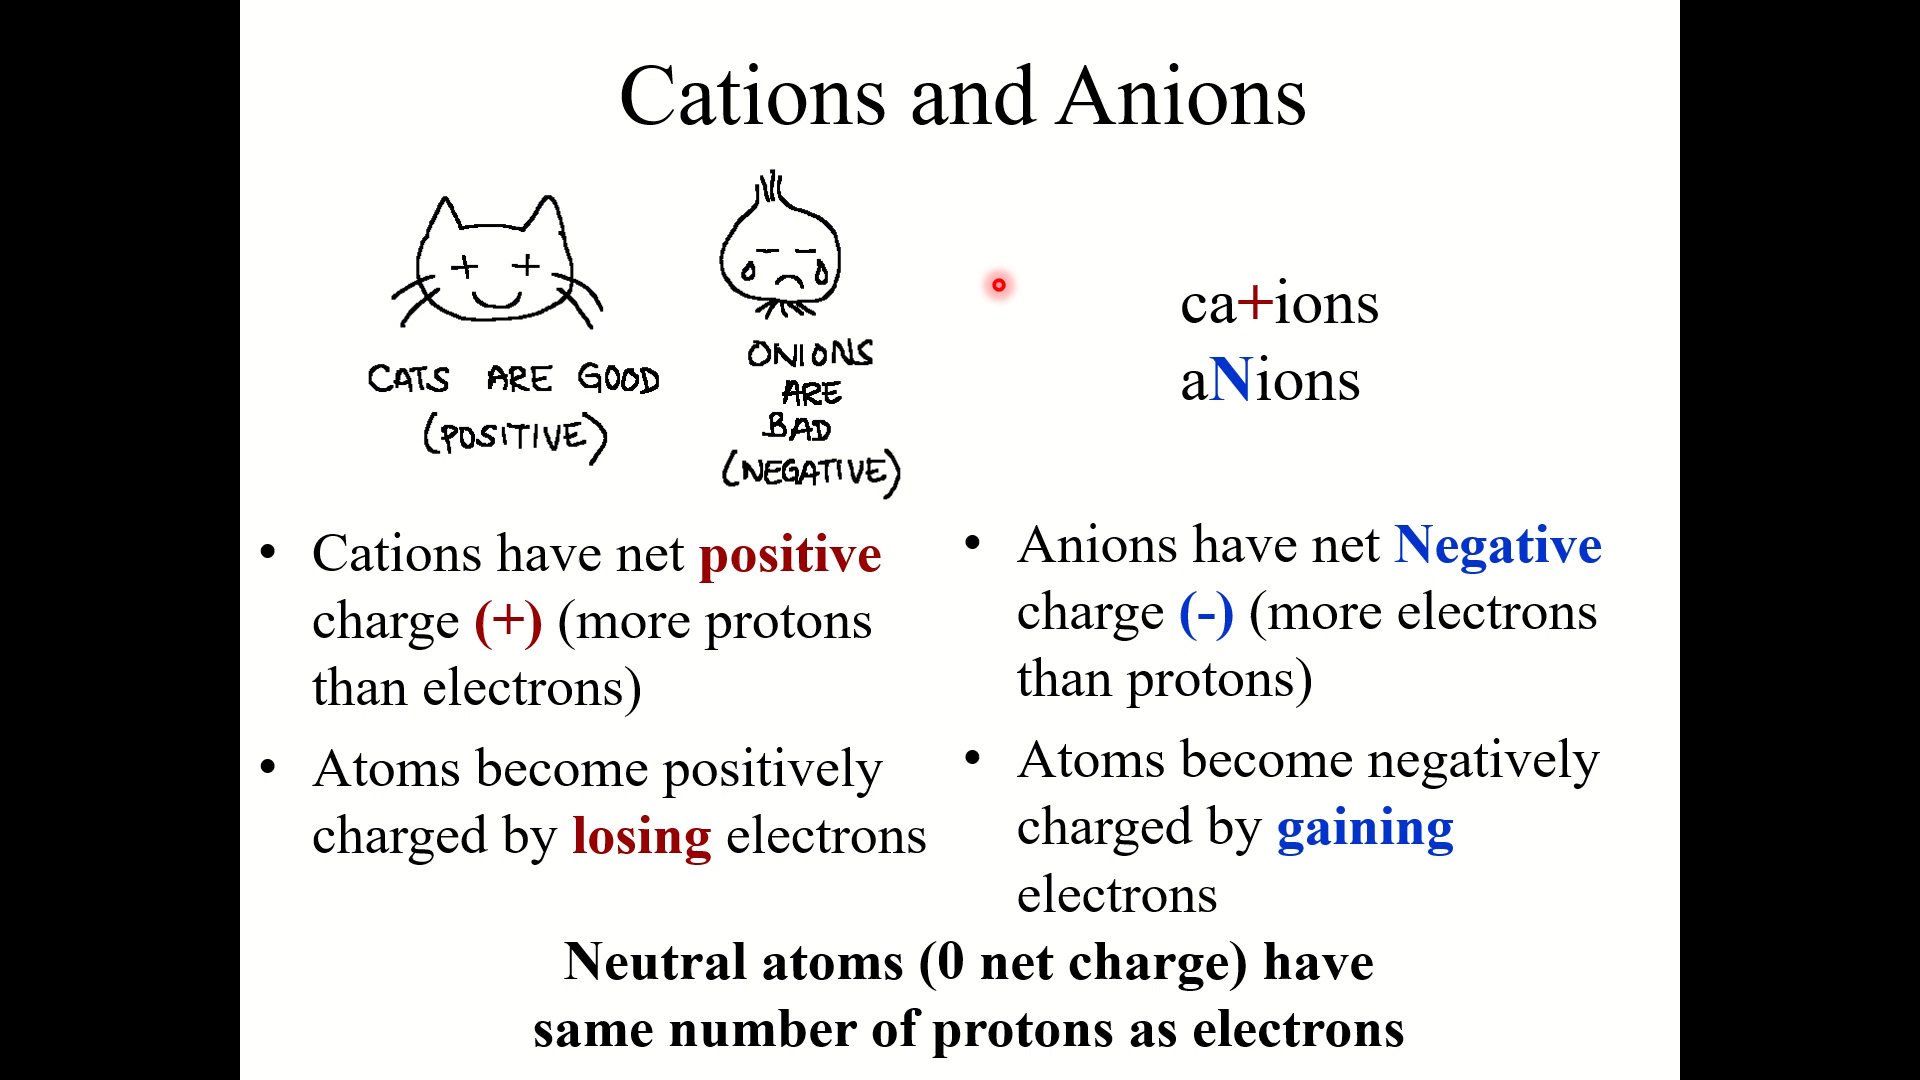 Cations and Anions
CATS ARE GOOD
(POSITIVE)
ONIONS
ARE
BAD
(NEGATIVE)
ca+ions
aNions
• Cations have net positive
charge (+) (more protons
than electrons)
• Atoms become positively
charged by losing electrons
• Anions have net Negative
charge (-) (more electrons
than protons)
• Atoms become negatively
charged by gaining
electrons
Neutral atoms (0 net charge) have
same number of protons as electrons